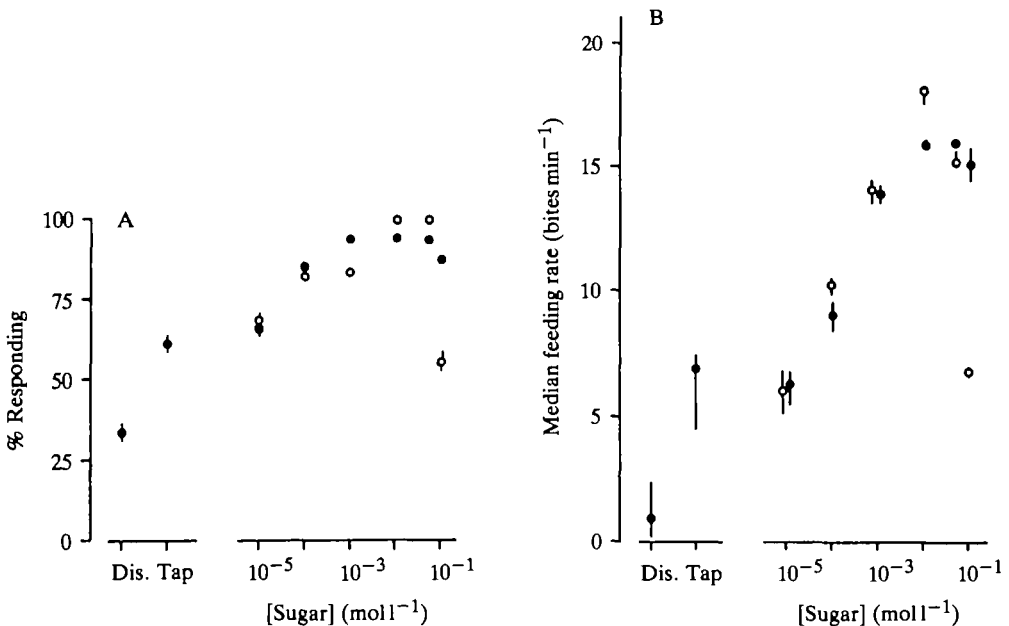 A
100
75
50
25
0
% Responding
Dis. Tap
10⁻⁵
10⁻³
10⁻¹
[Sugar] (mol l⁻¹)
B
20
15
10
5
0
Median feeding rate (bites min⁻¹)
Dis. Tap
10⁻⁵
10⁻³
10⁻¹
[Sugar] (mol l⁻¹)